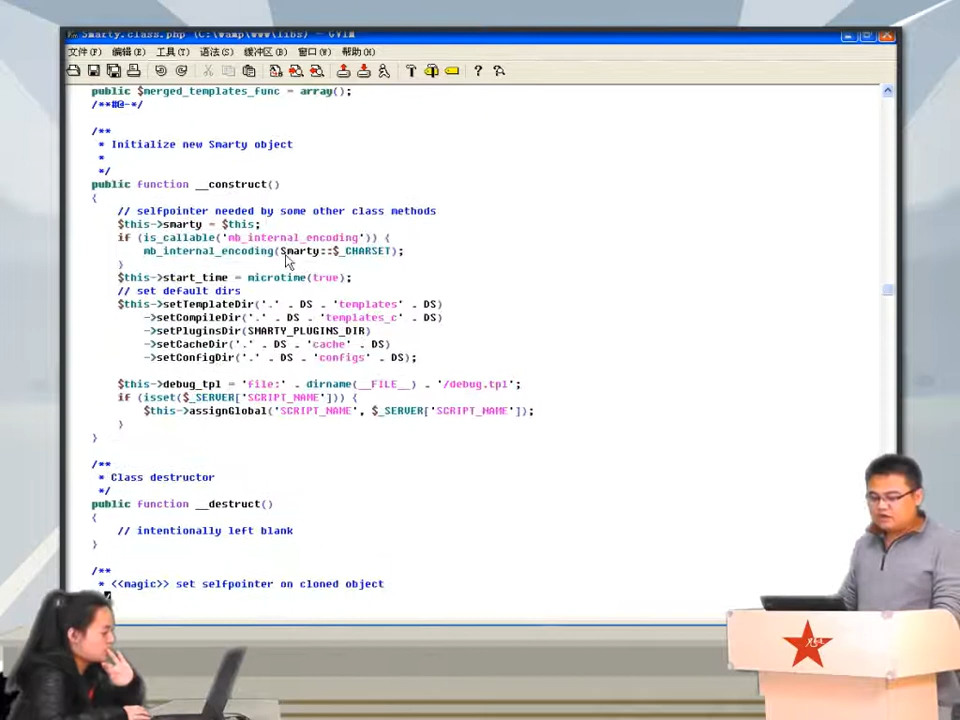 Smarty.class.php (C:\wamp\www\libs) - GVIM
文件(F) 编辑(E) 工具(T) 语法(S) 缓冲区(B) 窗口(W) 帮助(H)
public $merged_templates_func = array();
/**#@-*/
/**
* Initialize new Smarty object
*
*/
public function __construct()
{
// selfpointer needed by some other class methods
$this->smarty = $this;
if (is_callable('mb_internal_encoding')) {
mb_internal_encoding(Smarty::$_CHARSET);
}
$this->start_time = microtime(true);
// set default dirs
$this->setTemplateDir('.' . DS . 'templates' . DS)
->setCompileDir('.' . DS . 'templates_c' . DS)
->setPluginsDir(SMARTY_PLUGINS_DIR)
->setCacheDir('.' . DS . 'cache' . DS)
->setConfigDir('.' . DS . 'configs' . DS);
$this->debug_tpl = 'file:' . dirname(__FILE__) . '/debug.tpl';
if (isset($_SERVER['SCRIPT_NAME'])) {
$this->assignGlobal('SCRIPT_NAME', $_SERVER['SCRIPT_NAME']);
}
}
/**
* Class destructor
*/
public function __destruct()
{
// intentionally left blank
}
/**
* <<magic>> set selfpointer on cloned object